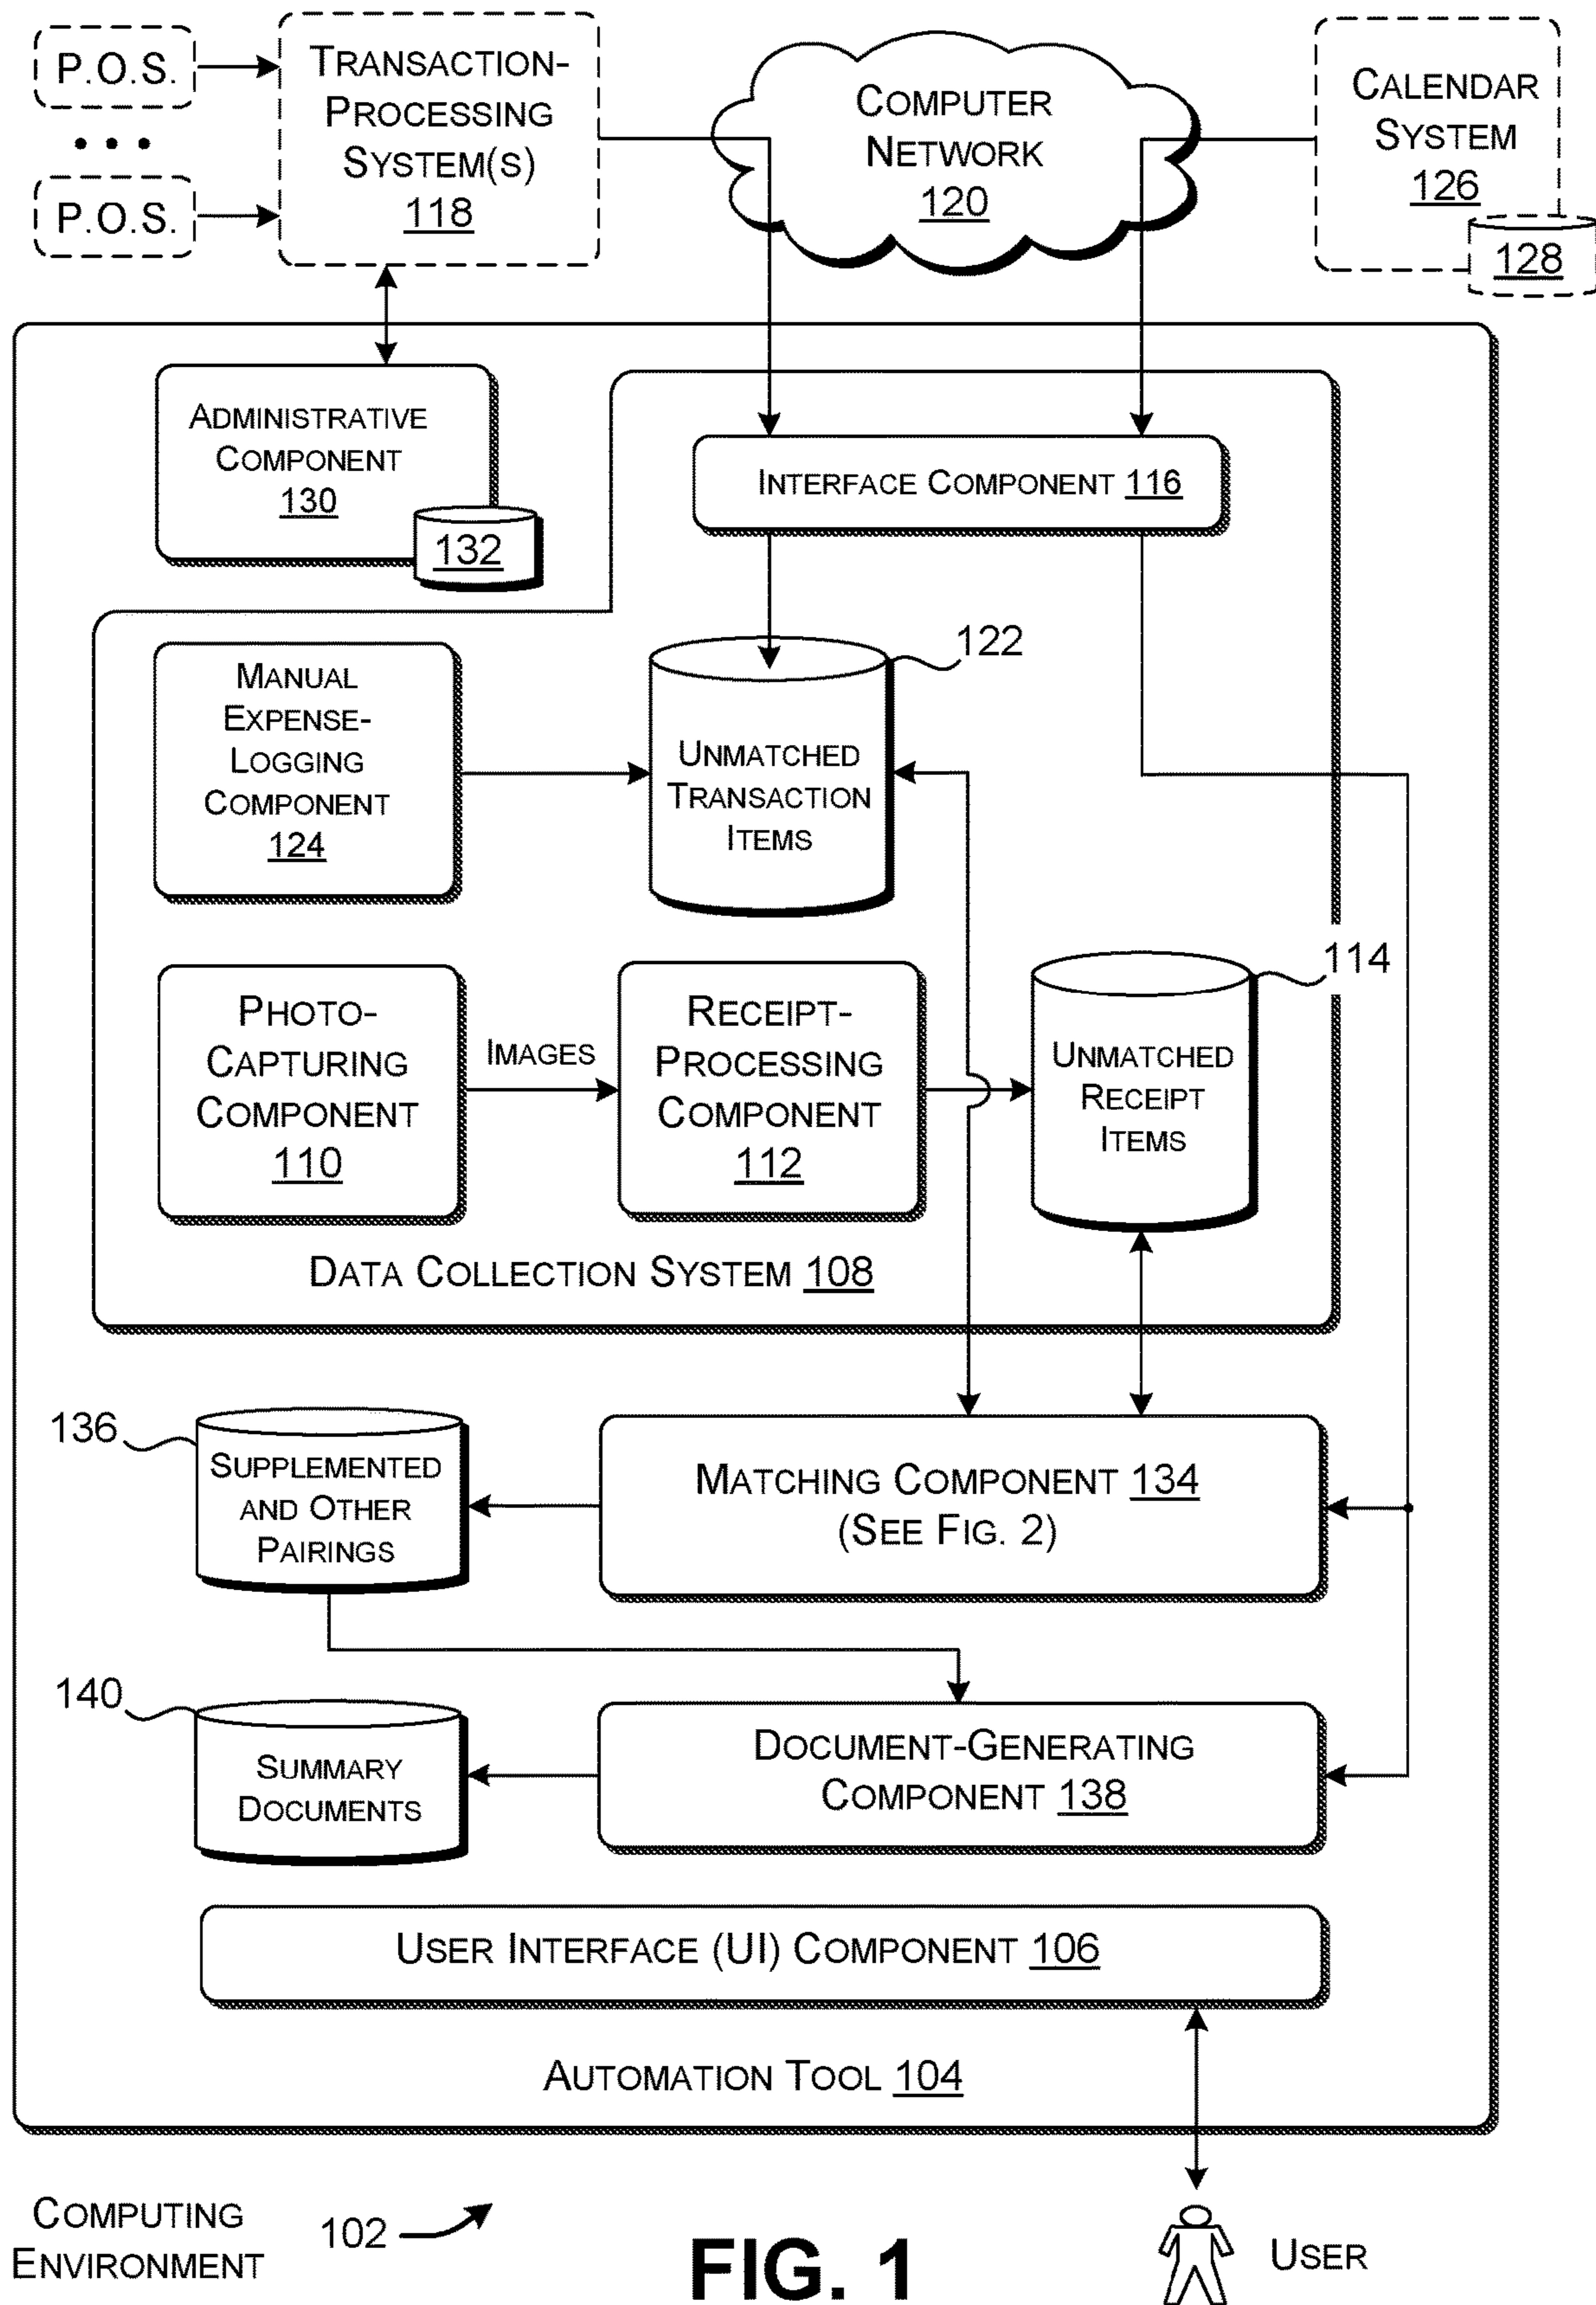 P.O.S.
• • •
P.O.S.
TRANSACTION-
PROCESSING
SYSTEM(S)
118
COMPUTER
NETWORK
120
CALENDAR
SYSTEM
126
128
ADMINISTRATIVE
COMPONENT
130
132
INTERFACE COMPONENT 116
MANUAL
EXPENSE-
LOGGING
COMPONENT
124
122
UNMATCHED
TRANSACTION
ITEMS
PHOTO-
CAPTURING
COMPONENT
110
IMAGES
RECEIPT-
PROCESSING
COMPONENT
112
114
UNMATCHED
RECEIPT
ITEMS
DATA COLLECTION SYSTEM 108
136
SUPPLEMENTED
AND OTHER
PAIRINGS
MATCHING COMPONENT 134
(SEE FIG. 2)
140
SUMMARY
DOCUMENTS
DOCUMENT-GENERATING
COMPONENT 138
USER INTERFACE (UI) COMPONENT 106
AUTOMATION TOOL 104
COMPUTING
ENVIRONMENT
102
FIG. 1
USER